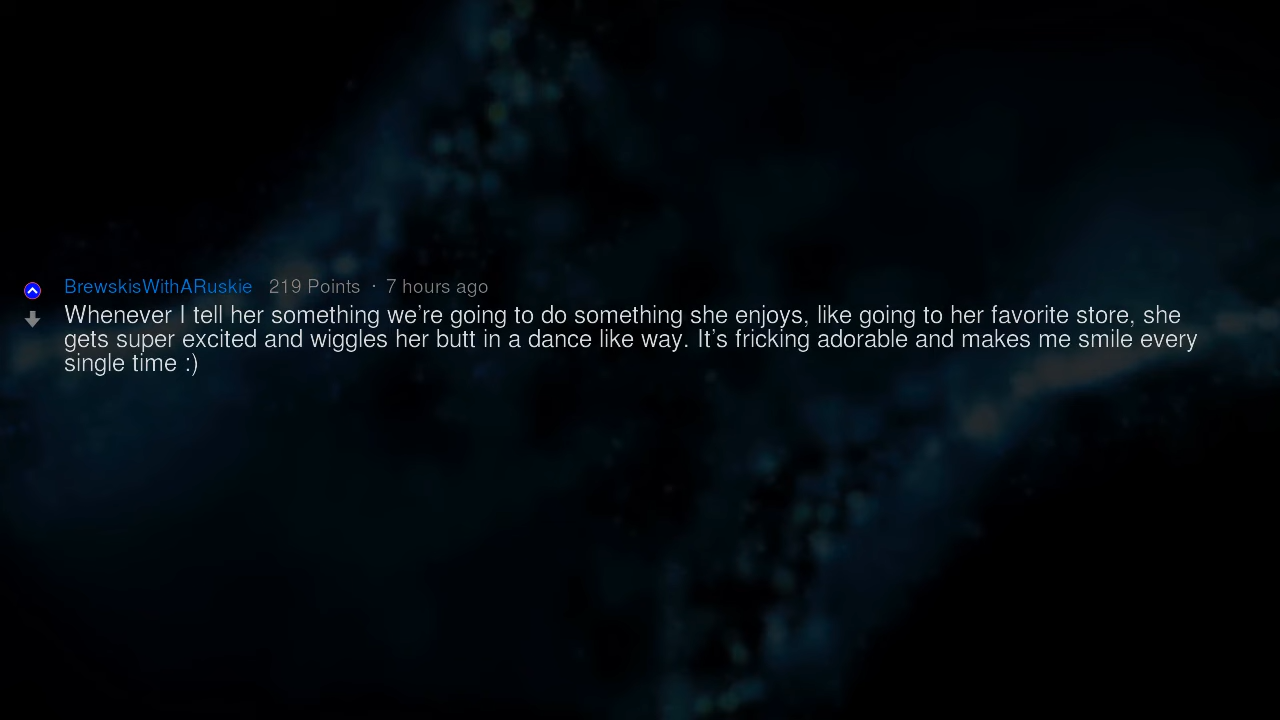 BrewskisWithARuskie 219 Points · 7 hours ago
Whenever I tell her something we’re going to do something she enjoys, like going to her favorite store, she
gets super excited and wiggles her butt in a dance like way. It’s fricking adorable and makes me smile every
single time :)